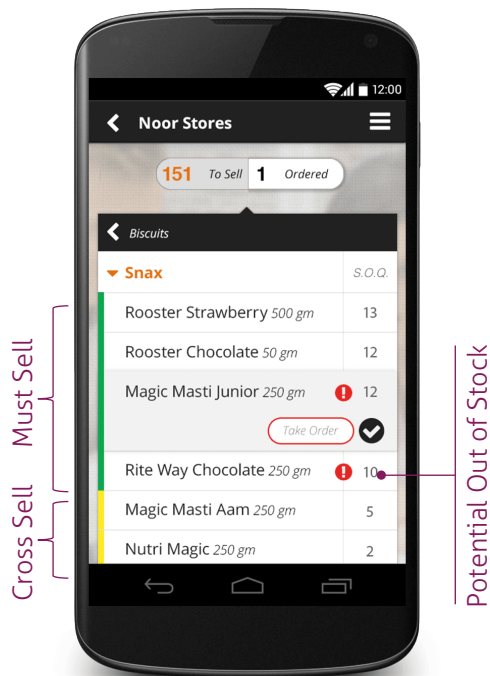 12:00
Noor Stores
151 To Sell 1 Ordered
Biscuits
Snax S.O.Q.
Rooster Strawberry 500 gm 13
Rooster Chocolate 50 gm 12
Magic Masti Junior 250 gm 12
Take Order
Rite Way Chocolate 250 gm 10
Magic Masti Aam 250 gm 5
Nutri Magic 250 gm 2
Must Sell
Cross Sell
Potential Out of Stock